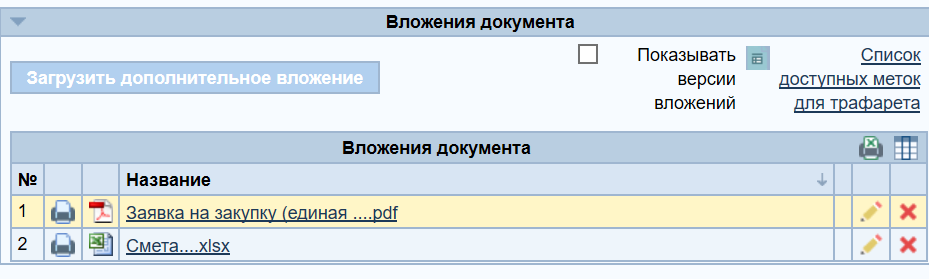 Вложения документа
Загрузить дополнительное вложение
Показывать
версии
вложений
Список
доступных меток
для трафарета
Вложения документа
№ Название
1 Заявка на закупку (единая ....pdf
2 Смета....xlsx